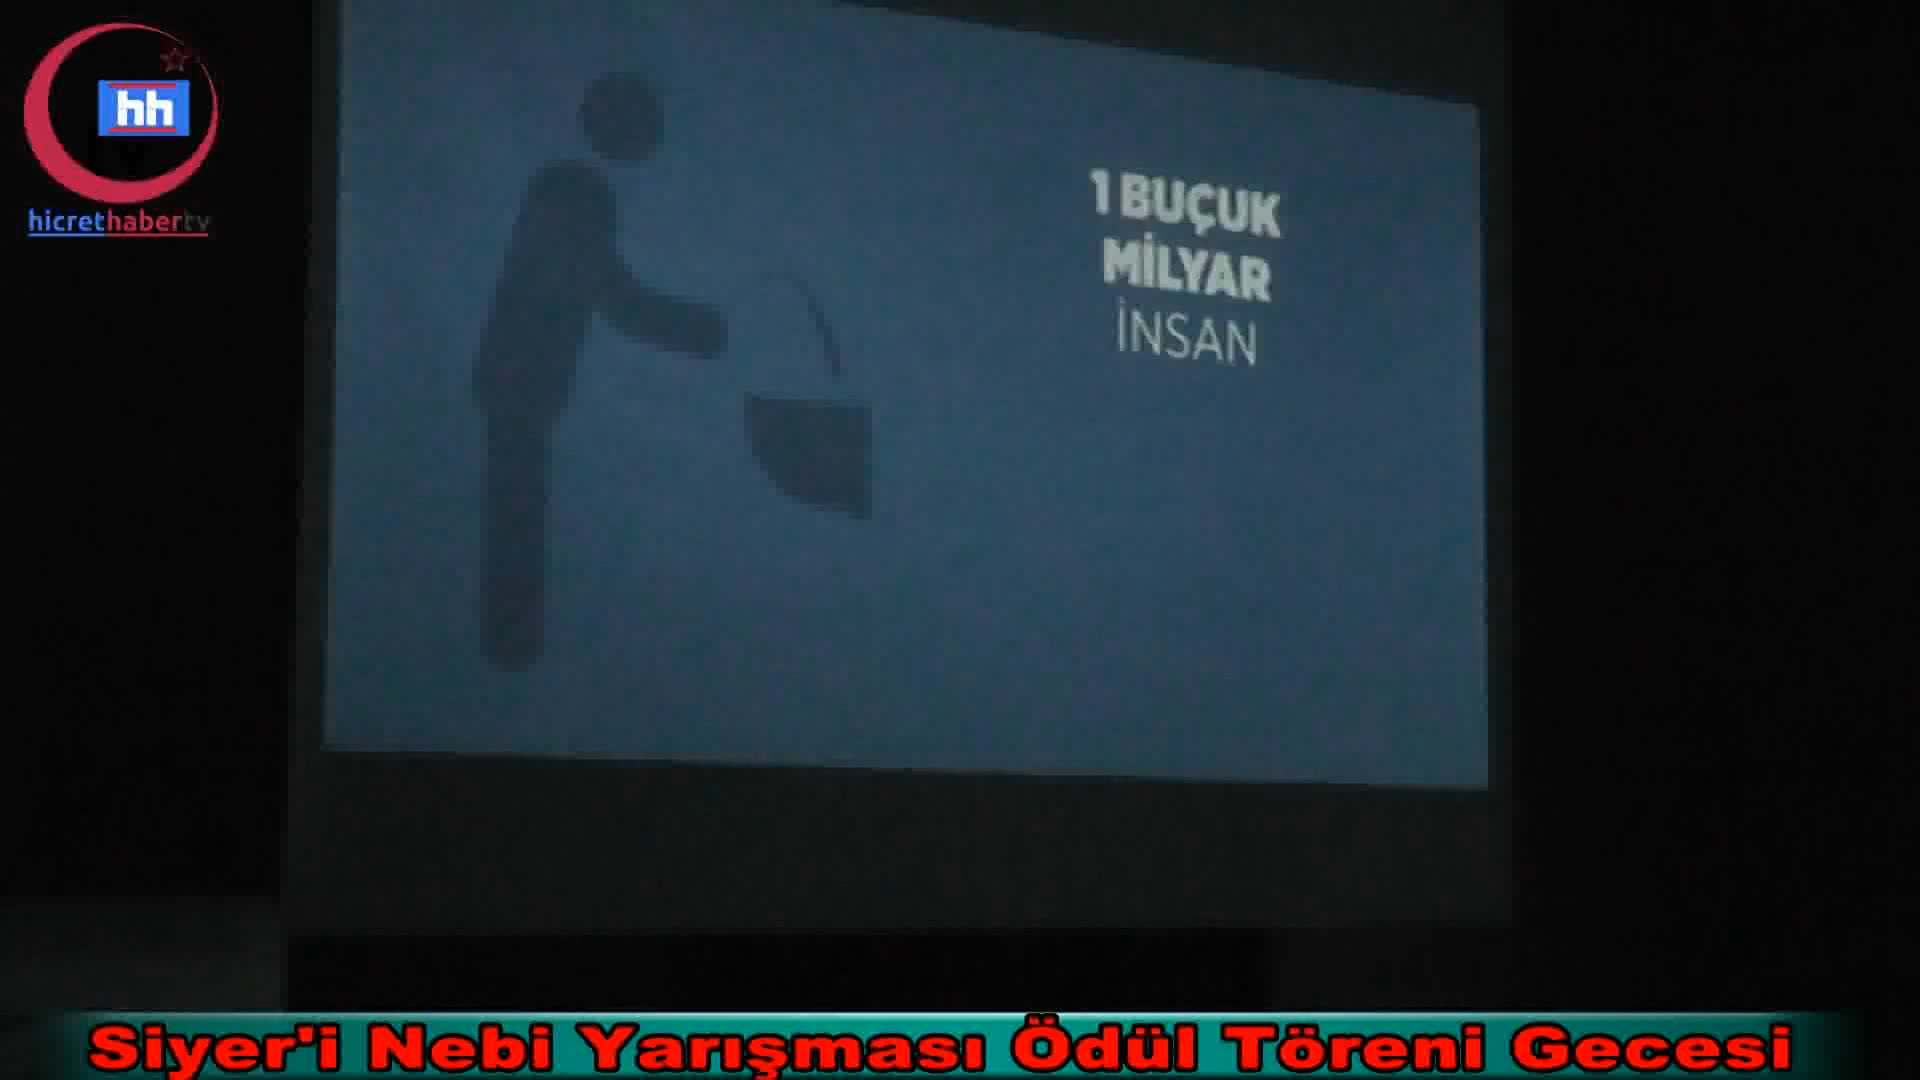 hh
hicrethabertv
1 BUÇUK
MİLYAR
İNSAN
Siyer'i Nebi Yarışması Ödül Töreni Gecesi